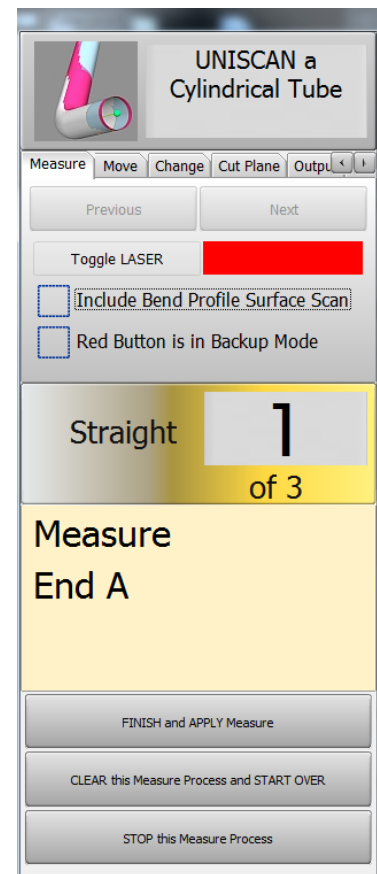 UNISCAN a
Cylindrical Tube
Measure Move Change Cut Plane Outpu
Previous Next
Toggle LASER
Include Bend Profile Surface Scan
Red Button is in Backup Mode
Straight 1
of 3
Measure
End A
FINISH and APPLY Measure
CLEAR this Measure Process and START OVER
STOP this Measure Process